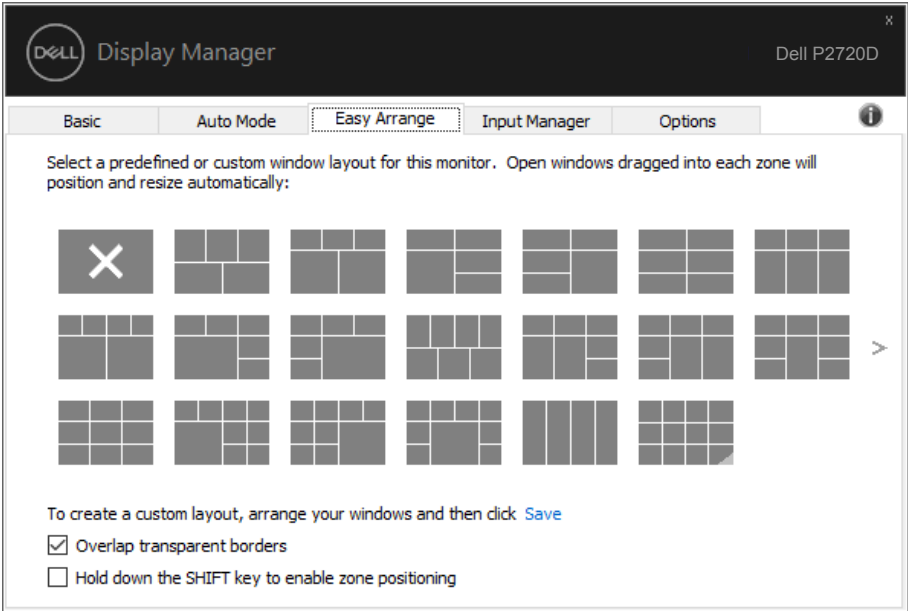 x
DELL Display Manager
Dell P2720D
Basic Auto Mode Easy Arrange Input Manager Options
Select a predefined or custom window layout for this monitor. Open windows dragged into each zone will
position and resize automatically:
>
To create a custom layout, arrange your windows and then click Save
Overlap transparent borders
Hold down the SHIFT key to enable zone positioning